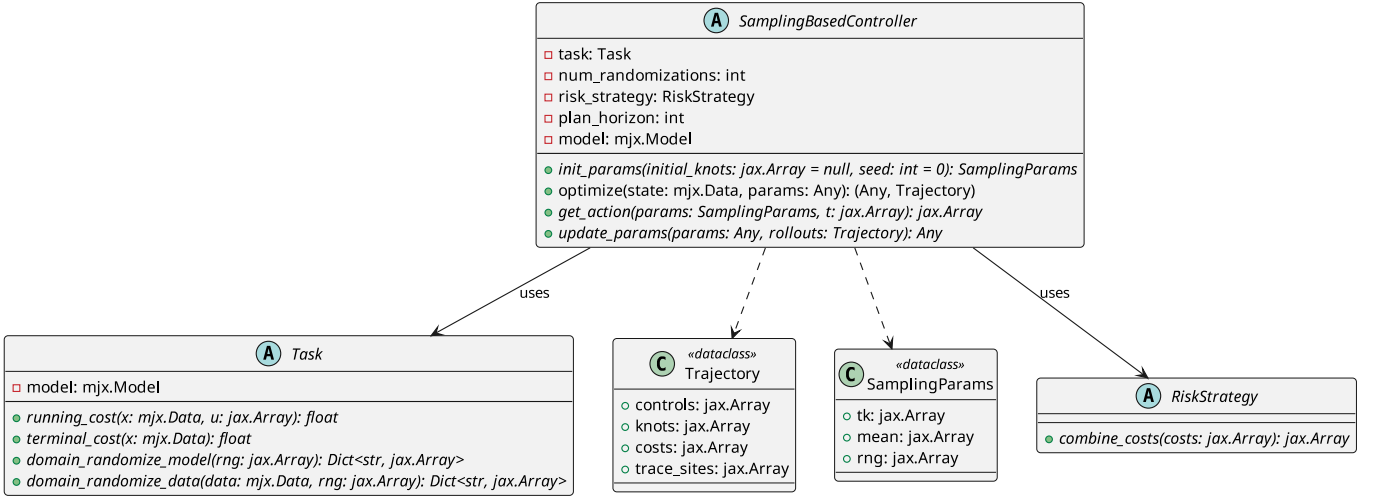 A SamplingBasedController
task: Task
num_randomizations: int
risk_strategy: RiskStrategy
plan_horizon: int
model: mjx.Model
init_params(initial_knots: jax.Array = null, seed: int = 0): SamplingParams
optimize(state: mjx.Data, params: Any): (Any, Trajectory)
get_action(params: SamplingParams, t: jax.Array): jax.Array
update_params(params: Any, rollouts: Trajectory): Any
uses
uses
A Task
model: mjx.Model
running_cost(x: mjx.Data, u: jax.Array): float
terminal_cost(x: mjx.Data): float
domain_randomize_model(rng: jax.Array): Dict<str, jax.Array>
domain_randomize_data(data: mjx.Data, rng: jax.Array): Dict<str, jax.Array>
C «dataclass»
Trajectory
controls: jax.Array
knots: jax.Array
costs: jax.Array
trace_sites: jax.Array
C «dataclass»
SamplingParams
tk: jax.Array
mean: jax.Array
rng: jax.Array
A RiskStrategy
combine_costs(costs: jax.Array): jax.Array